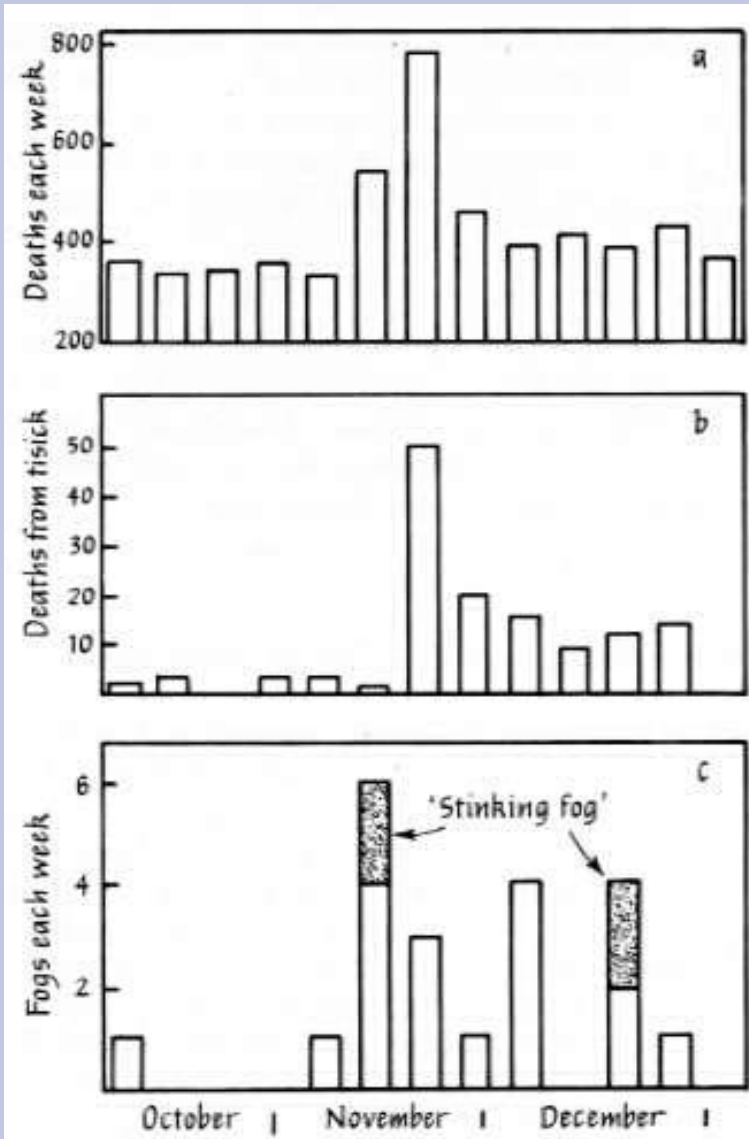 a
Deaths each week
800
600
400
200
b
Deaths from tisick
50
40
30
20
10
c
Fogs each week
6
4
2
'Stinking fog'
October November December